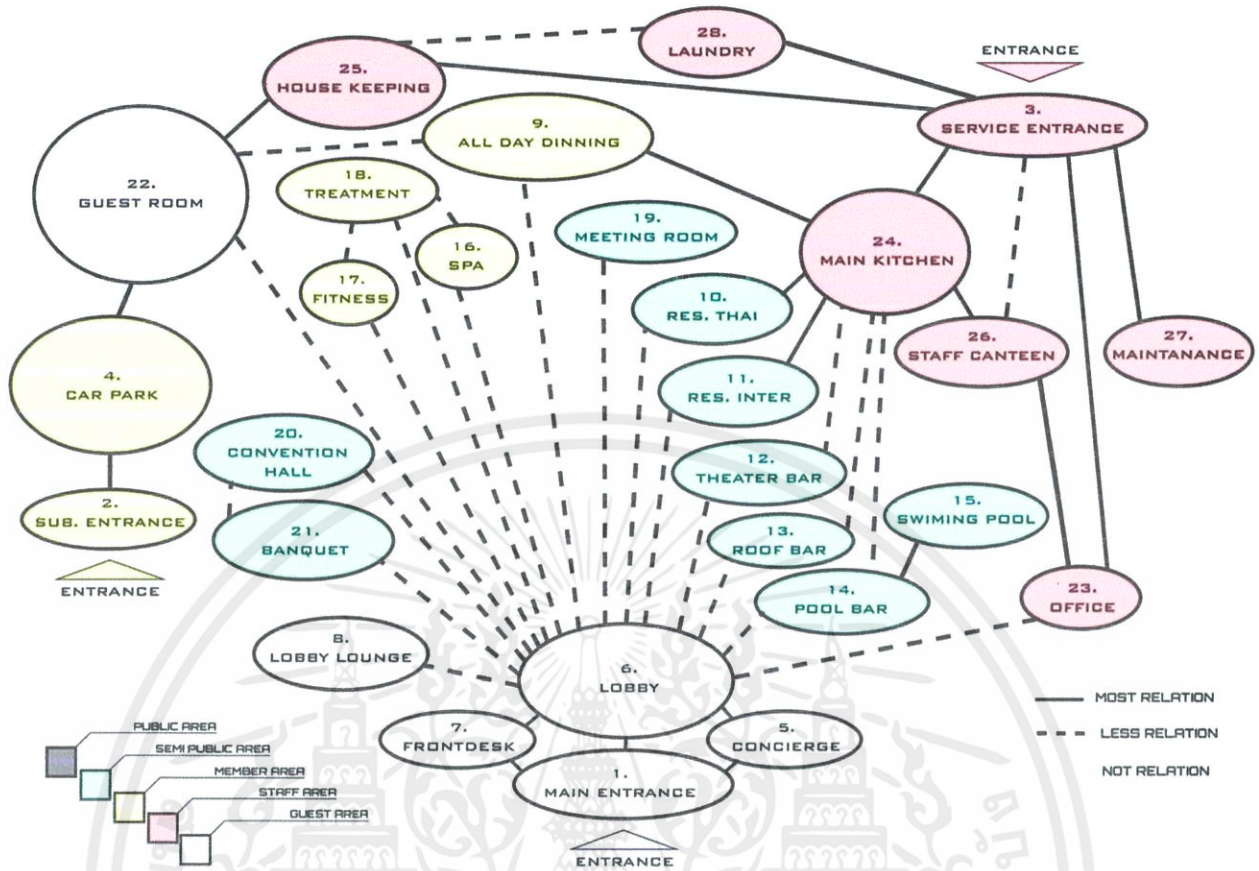 28.
LAUNDRY
ENTRANCE
25.
HOUSE KEEPING
3.
SERVICE ENTRANCE
9.
ALL DAY DINNING
22.
GUEST ROOM
18.
TREATMENT
19.
MEETING ROOM
24.
MAIN KITCHEN
16.
SPA
17.
FITNESS
10.
RES. THAI
26.
STAFF CANTEEN
27.
MAINTANANCE
4.
CAR PARK
11.
RES. INTER
20.
CONVENTION
HALL
12.
THEATER BAR
2.
SUB. ENTRANCE
21.
BANQUET
15.
SWIMING POOL
13.
ROOF BAR
ENTRANCE
14.
POOL BAR
23.
OFFICE
8.
LOBBY LOUNGE
6.
LOBBY
MOST RELATION
LESS RELATION
NOT RELATION
7.
FRONTDESK
5.
CONCIERGE
1.
MAIN ENTRANCE
PUBLIC AREA
SEMI PUBLIC AREA
MEMBER AREA
STAFF AREA
GUEST AREA
ENTRANCE